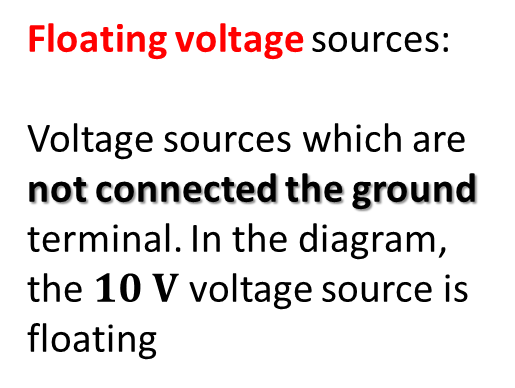 Floating voltage sources:
Voltage sources which are
not connected the ground
terminal. In the diagram,
the 10 V voltage source is
floating